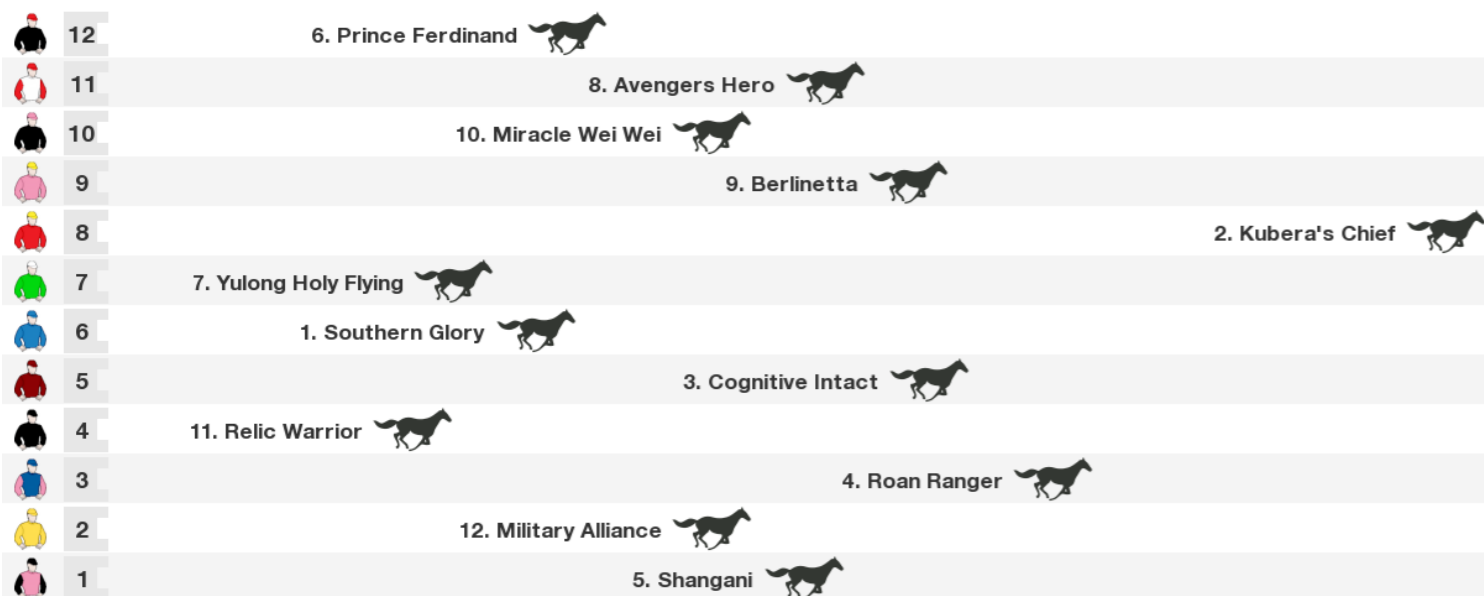 12 6. Prince Ferdinand
11 8. Avengers Hero
10 10. Miracle Wei Wei
9 9. Berlinetta
8 2. Kubera's Chief
7 7. Yulong Holy Flying
6 1. Southern Glory
5 3. Cognitive Intact
4 11. Relic Warrior
3 4. Roan Ranger
2 12. Military Alliance
1 5. Shangani